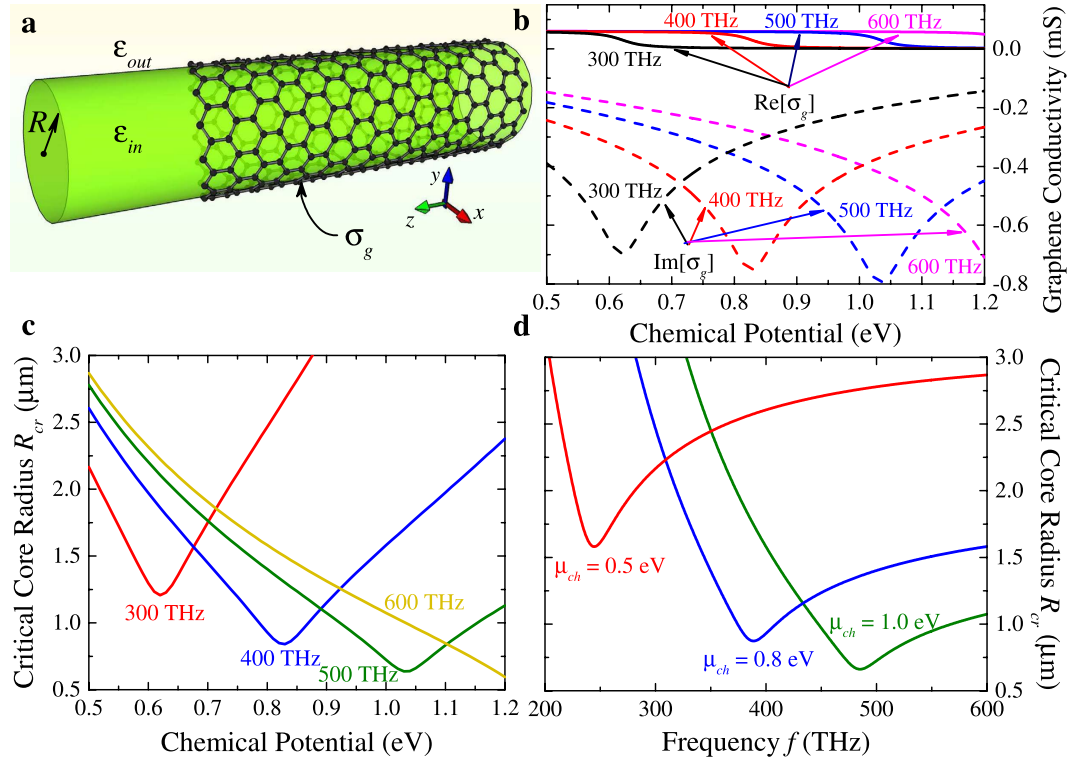 a
ε_out
R
ε_in
y
z
x
σ_g
b
400 THz
500 THz
600 THz
300 THz
Re[σ_g]
300 THz
400 THz
500 THz
600 THz
Im[σ_g]
0.0
-0.2
-0.4
-0.6
-0.8
Graphene Conductivity (mS)
0.5 0.6 0.7 0.8 0.9 1.0 1.1 1.2
Chemical Potential (eV)
c
3.0
2.5
2.0
1.5
1.0
0.5
Critical Core Radius R_cr (μm)
300 THz
400 THz
500 THz
600 THz
0.5 0.6 0.7 0.8 0.9 1.0 1.1 1.2
Chemical Potential (eV)
d
3.0
2.5
2.0
1.5
1.0
0.5
Critical Core Radius R_cr (μm)
μ_ch = 0.5 eV
μ_ch = 0.8 eV
μ_ch = 1.0 eV
200 300 400 500 600
Frequency f (THz)